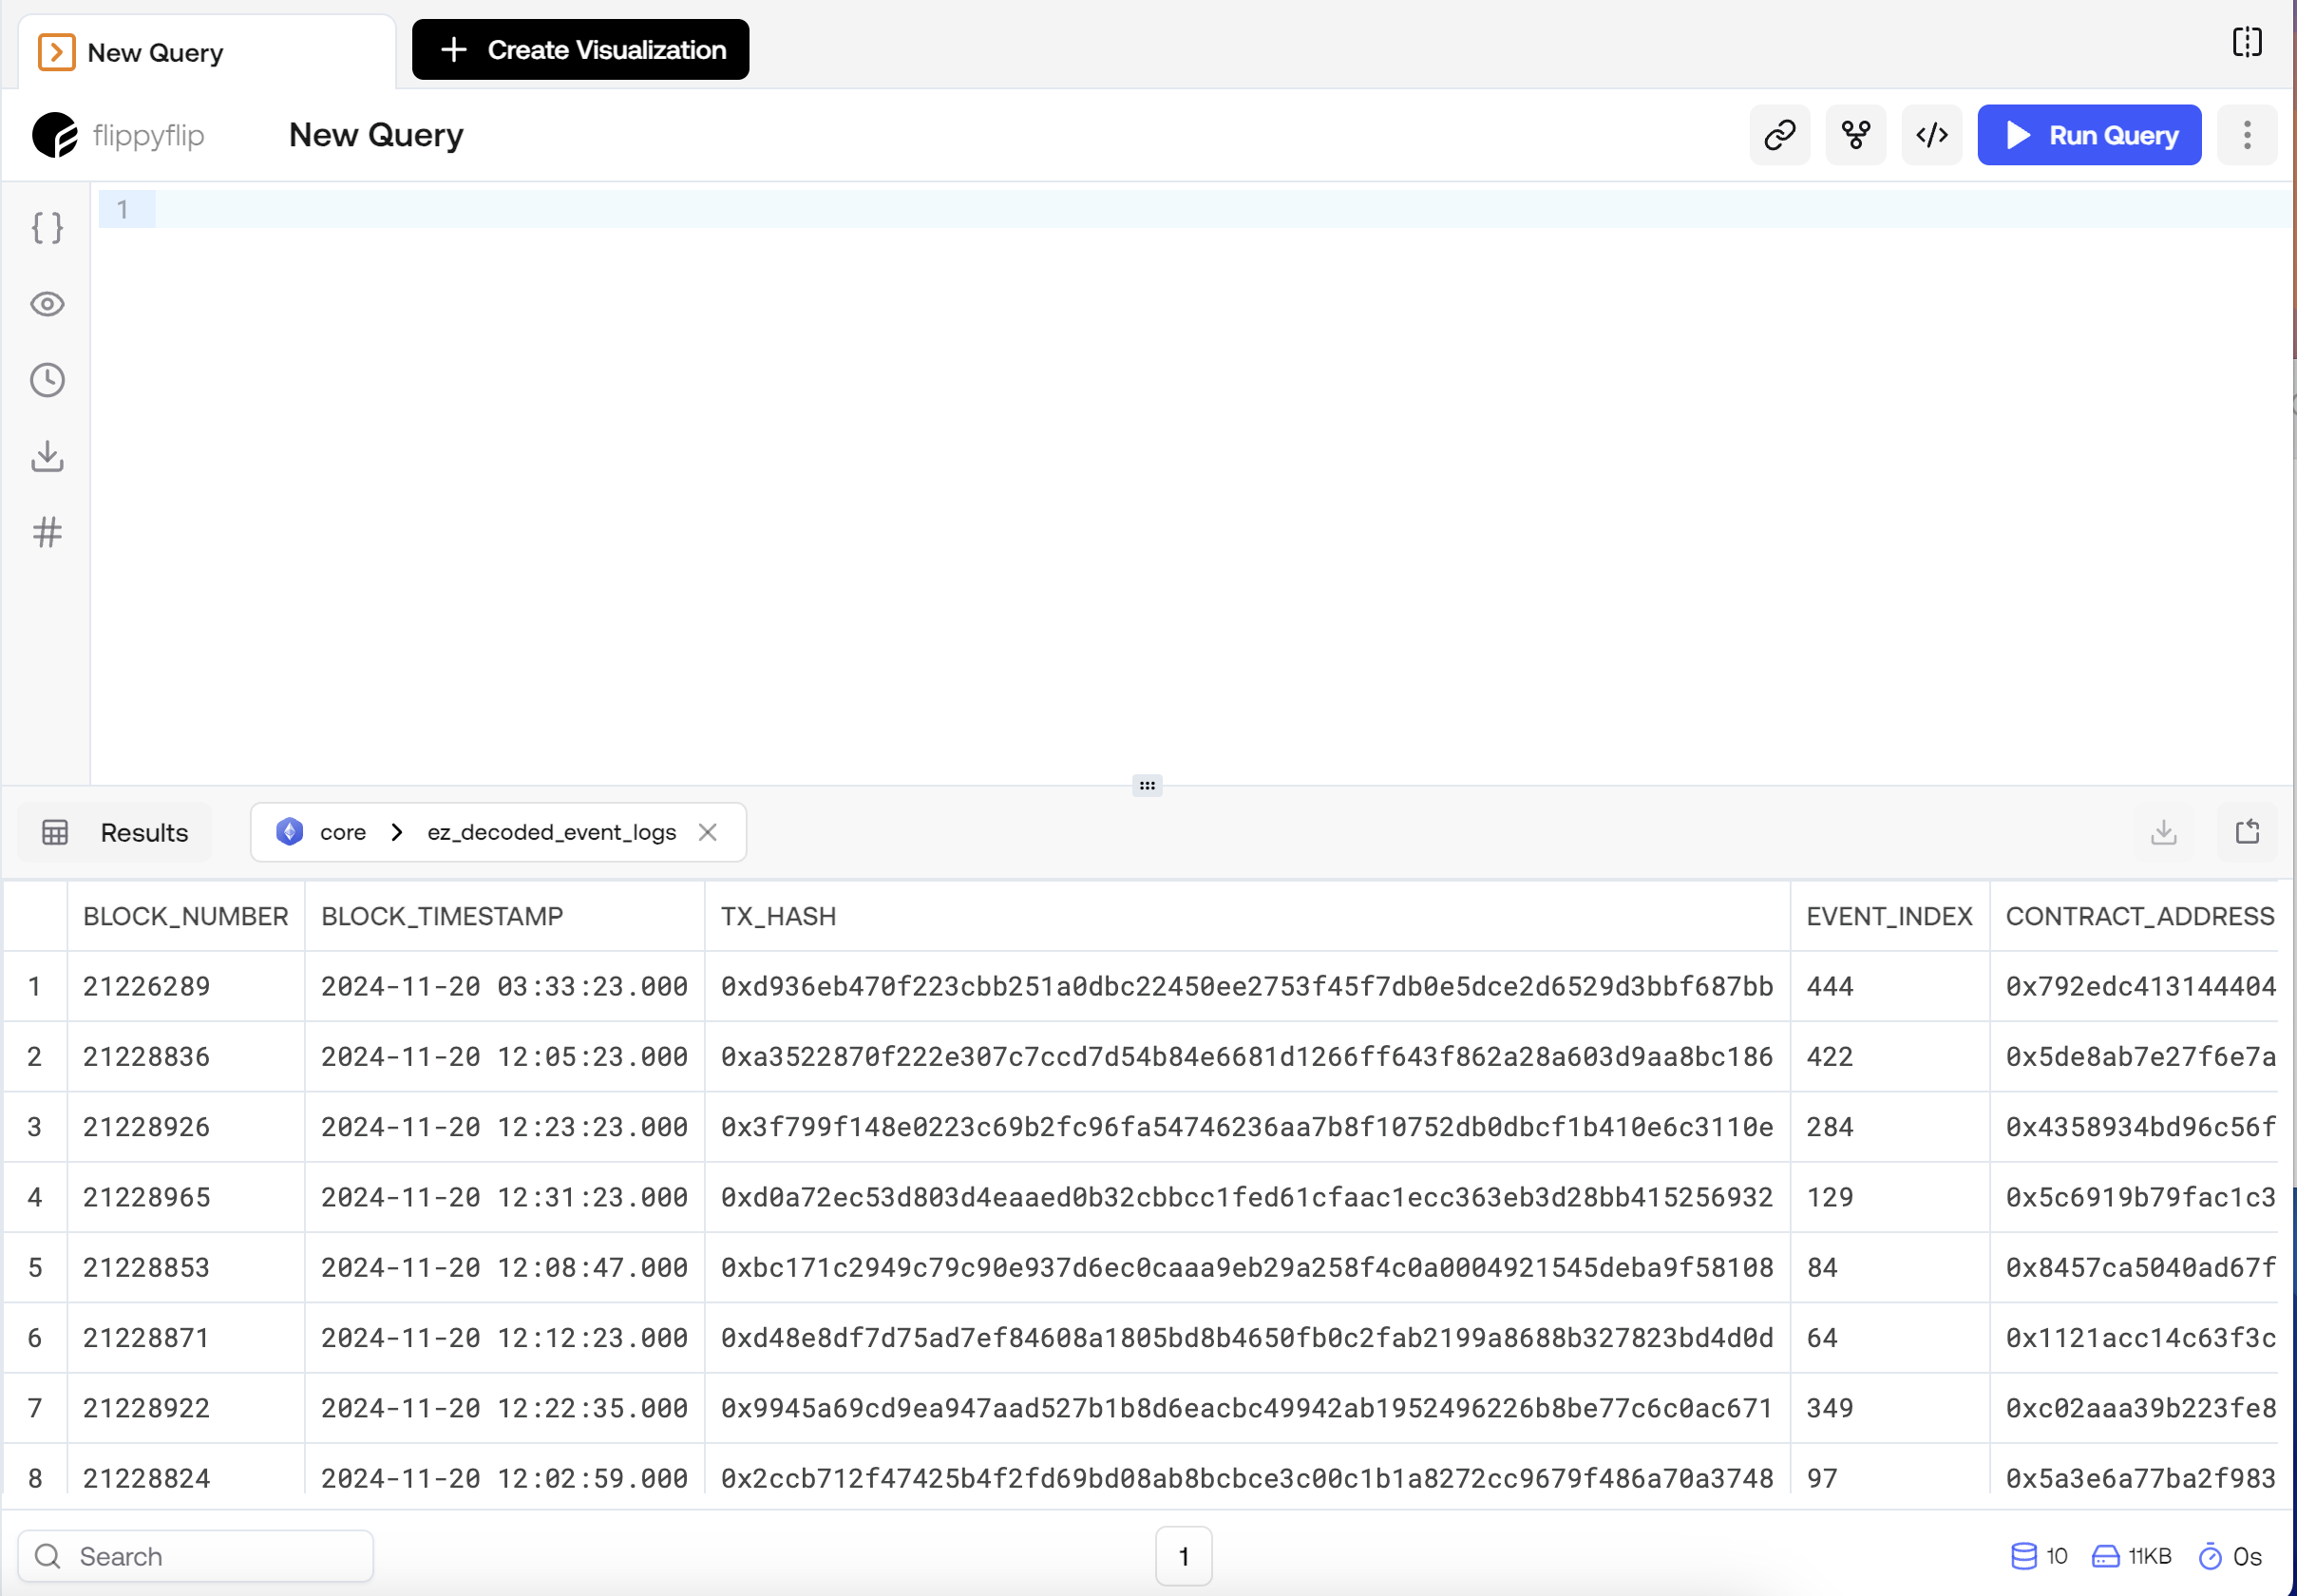 New Query
Create Visualization
flippyflip
New Query
</>
Run Query
{ }
1
#
Results
core > ez_decoded_event_logs
BLOCK_NUMBER BLOCK_TIMESTAMP TX_HASH EVENT_INDEX CONTRACT_ADDRESS
1 21226289 2024-11-20 03:33:23.000 0xd936eb470f223cbb251a0dbc22450ee2753f45f7db0e5dce2d6529d3bbf687bb 444 0x792edc413144404
2 21228836 2024-11-20 12:05:23.000 0xa3522870f222e307c7ccd7d54b84e6681d1266ff643f862a28a603d9aa8bc186 422 0x5de8ab7e27f6e7a
3 21228926 2024-11-20 12:23:23.000 0x3f799f148e0223c69b2fc96fa54746236aa7b8f10752db0dbcf1b410e6c3110e 284 0x4358934bd96c56f
4 21228965 2024-11-20 12:31:23.000 0xd0a72ec53d803d4eaaed0b32cbbcc1fed61cfaac1ecc363eb3d28bb415256932 129 0x5c6919b79fac1c3
5 21228853 2024-11-20 12:08:47.000 0xbc171c2949c79c90e937d6ec0caaa9eb29a258f4c0a0004921545deba9f58108 84 0x8457ca5040ad67f
6 21228871 2024-11-20 12:12:23.000 0xd48e8df7d75ad7ef84608a1805bd8b4650fb0c2fab2199a8688b327823bd4d0d 64 0x1121acc14c63f3c
7 21228922 2024-11-20 12:22:35.000 0x9945a69cd9ea947aad527b1b8d6eacbc49942ab1952496226b8be77c6c0ac671 349 0xc02aaa39b223fe8
8 21228824 2024-11-20 12:02:59.000 0x2ccb712f47425b4f2fd69bd08ab8bcbce3c00c1b1a8272cc9679f486a70a3748 97 0x5a3e6a77ba2f983
Search 1 10 11KB 0s